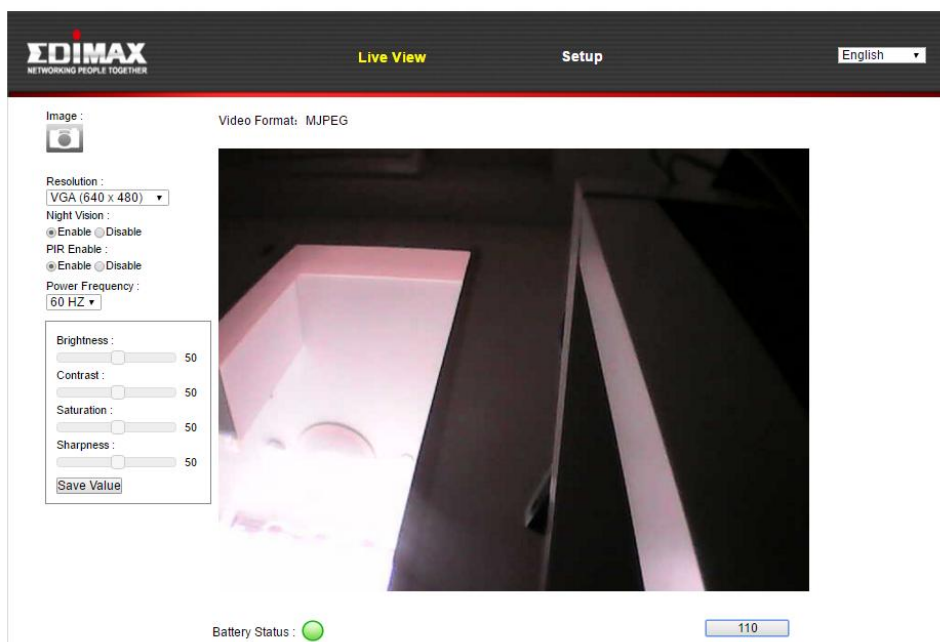 EDIMAX
NETWORKING PEOPLE TOGETHER
Live View
Setup
English
Image :
Video Format: MJPEG
Resolution :
VGA (640 x 480)
Night Vision :
Enable Disable
PIR Enable :
Enable Disable
Power Frequency :
60 HZ
Brightness :
50
Contrast :
50
Saturation :
50
Sharpness :
50
Save Value
Battery Status :
110